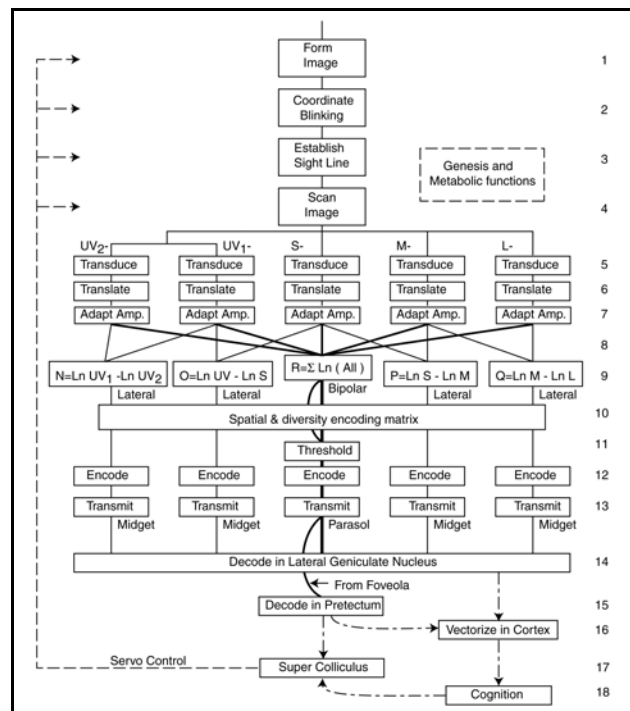 Form
Image
1
Coordinate
Blinking
2
Establish
Sight Line
Genesis and
Metabolic functions
3
Scan
Image
4
UV2- UV1- S- M- L-
Transduce Transduce Transduce Transduce Transduce 5
Translate Translate Translate Translate Translate 6
Adapt Amp. Adapt Amp. Adapt Amp. Adapt Amp. Adapt Amp. 7
8
N=Ln UV1 -Ln UV2 O=Ln UV - Ln S R=Σ Ln ( All ) P=Ln S - Ln M Q=Ln M - Ln L 9
Lateral Lateral Bipolar Lateral Lateral
Spatial & diversity encoding matrix 10
Threshold 11
Encode Encode Encode Encode Encode 12
Transmit Transmit Transmit Transmit Transmit 13
Midget Midget Parasol Midget Midget
Decode in Lateral Geniculate Nucleus 14
From Foveola
Decode in Pretectum 15
Vectorize in Cortex 16
Servo Control
Super Colliculus 17
Cognition 18